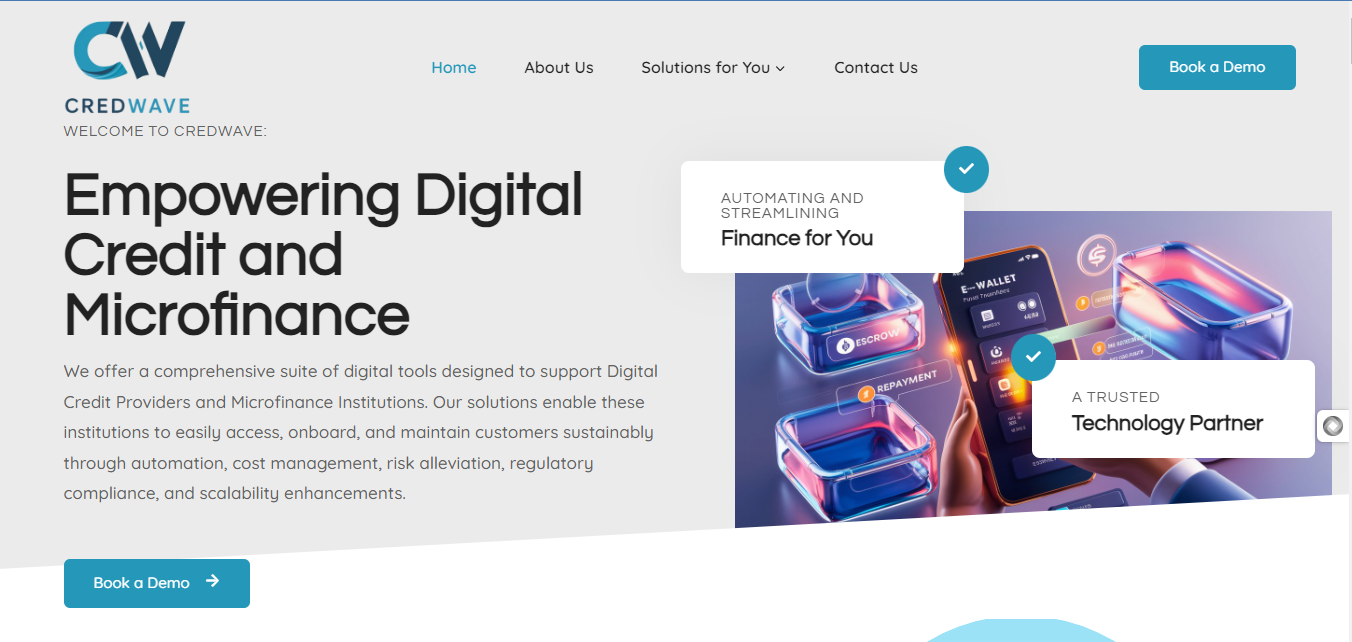 CW
CREDWAVE
Home
About Us
Solutions for You
Contact Us
Book a Demo
WELCOME TO CREDWAVE:
Empowering Digital
Credit and
Microfinance
We offer a comprehensive suite of digital tools designed to support Digital
Credit Providers and Microfinance Institutions. Our solutions enable these
institutions to easily access, onboard, and maintain customers sustainably
through automation, cost management, risk alleviation, regulatory
compliance, and scalability enhancements.
Book a Demo
AUTOMATING AND
STREAMLINING
Finance for You
WALLET
ESCROW
REPAYMENT
A TRUSTED
Technology Partner